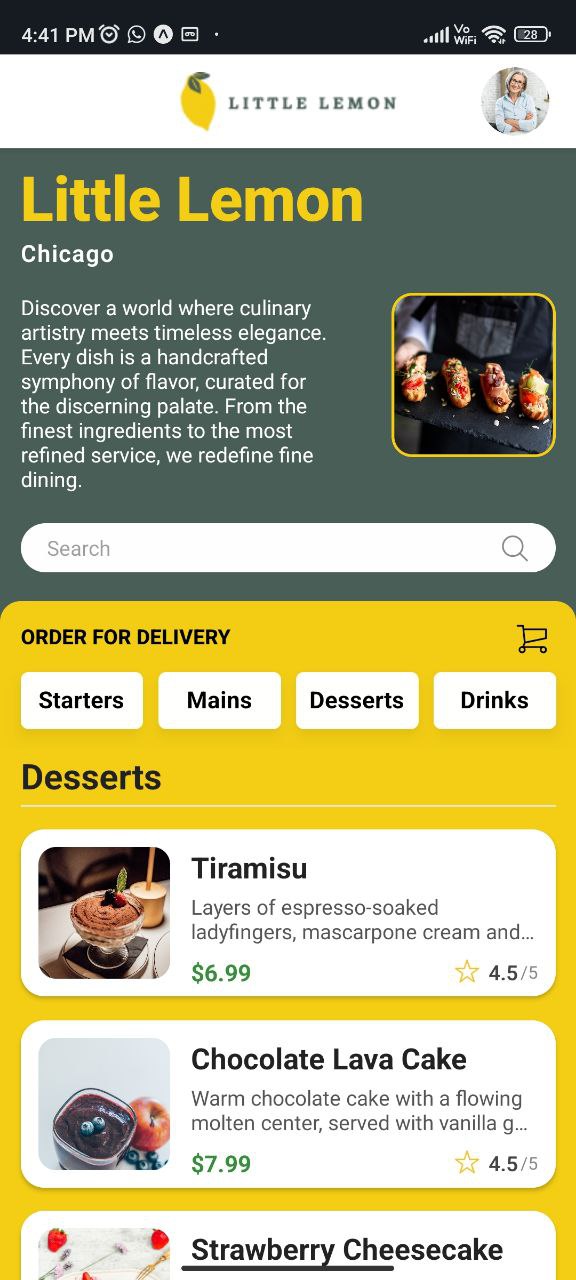 4:41 PM
Vo
WiFi
28
LITTLE LEMON
Little Lemon
Chicago
Discover a world where culinary
artistry meets timeless elegance.
Every dish is a handcrafted
symphony of flavor, curated for
the discerning palate. From the
finest ingredients to the most
refined service, we redefine fine
dining.
Search
ORDER FOR DELIVERY
Starters
Mains
Desserts
Drinks
Desserts
Tiramisu
Layers of espresso-soaked
ladyfingers, mascarpone cream and...
$6.99
4.5/5
Chocolate Lava Cake
Warm chocolate cake with a flowing
molten center, served with vanilla g...
$7.99
4.5/5
Strawberry Cheesecake